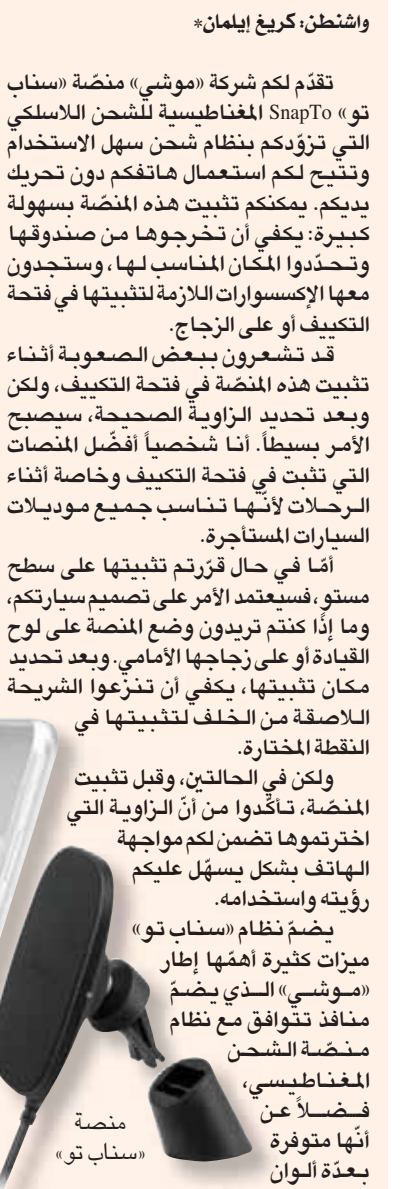 واشنطن: كريغ إيلمان*
تقدّم لكم شركة «موشي» منصّة «سناب
تو» SnapTo المغناطيسية للشحن اللاسلكي
التي تزوّدكم بنظام شحن سهل الاستخدام
وتتيح لكم استعمال هاتفكم دون تحريك
يديكم. يمكنكم تثبيت هذه المنصّة بسهولة
كبيرة: يكفي أن تخرجوها من صندوقها
وتحدّدوا المكان المناسب لها، وستجدون
معها الإكسسوارات اللازمة لتثبيتها في فتحة
التكييف أو على الزجاج.
قد تشعرون ببعض الصعوبة أثناء
تثبيت هذه المنصّة في فتحة التكييف، ولكن
وبعد تحديد الزاوية الصحيحة، سيصبح
الأمر بسيطاً. أنا شخصياً أفضّل المنصات
التي تثبت في فتحة التكييف وخاصة أثناء
الرحلات لأنّها تناسب جميع موديلات
السيارات المستأجرة.
أمّا في حال قرّرتم تثبيتها على سطح
مستو، فسيعتمد الأمر على تصميم سيارتكم،
وما إذا كنتم تريدون وضع المنصة على لوح
القيادة أو على زجاجها الأمامي. وبعد تحديد
مكان تثبيتها، يكفي أن تنزعوا الشريحة
اللاصقة من الخلف لتثبيتها في
النقطة المختارة.
ولكن في الحالتين، وقبل تثبيت
المنصّة، تأكّدوا من أنّ الزاوية التي
اخترتموها تضمن لكم مواجهة
الهاتف بشكل يسهّل عليكم
رؤيته واستخدامه.
يضمّ نظام «سناب تو»
ميزات كثيرة أهمّها إطار
«موشي» الذي يضمّ
منافذ تتوافق مع نظام
منصّة الشحن
المغناطيسي،
فضلاً عن
أنّها متوفرة
بعدّة ألوان
منصة
«سناب تو»